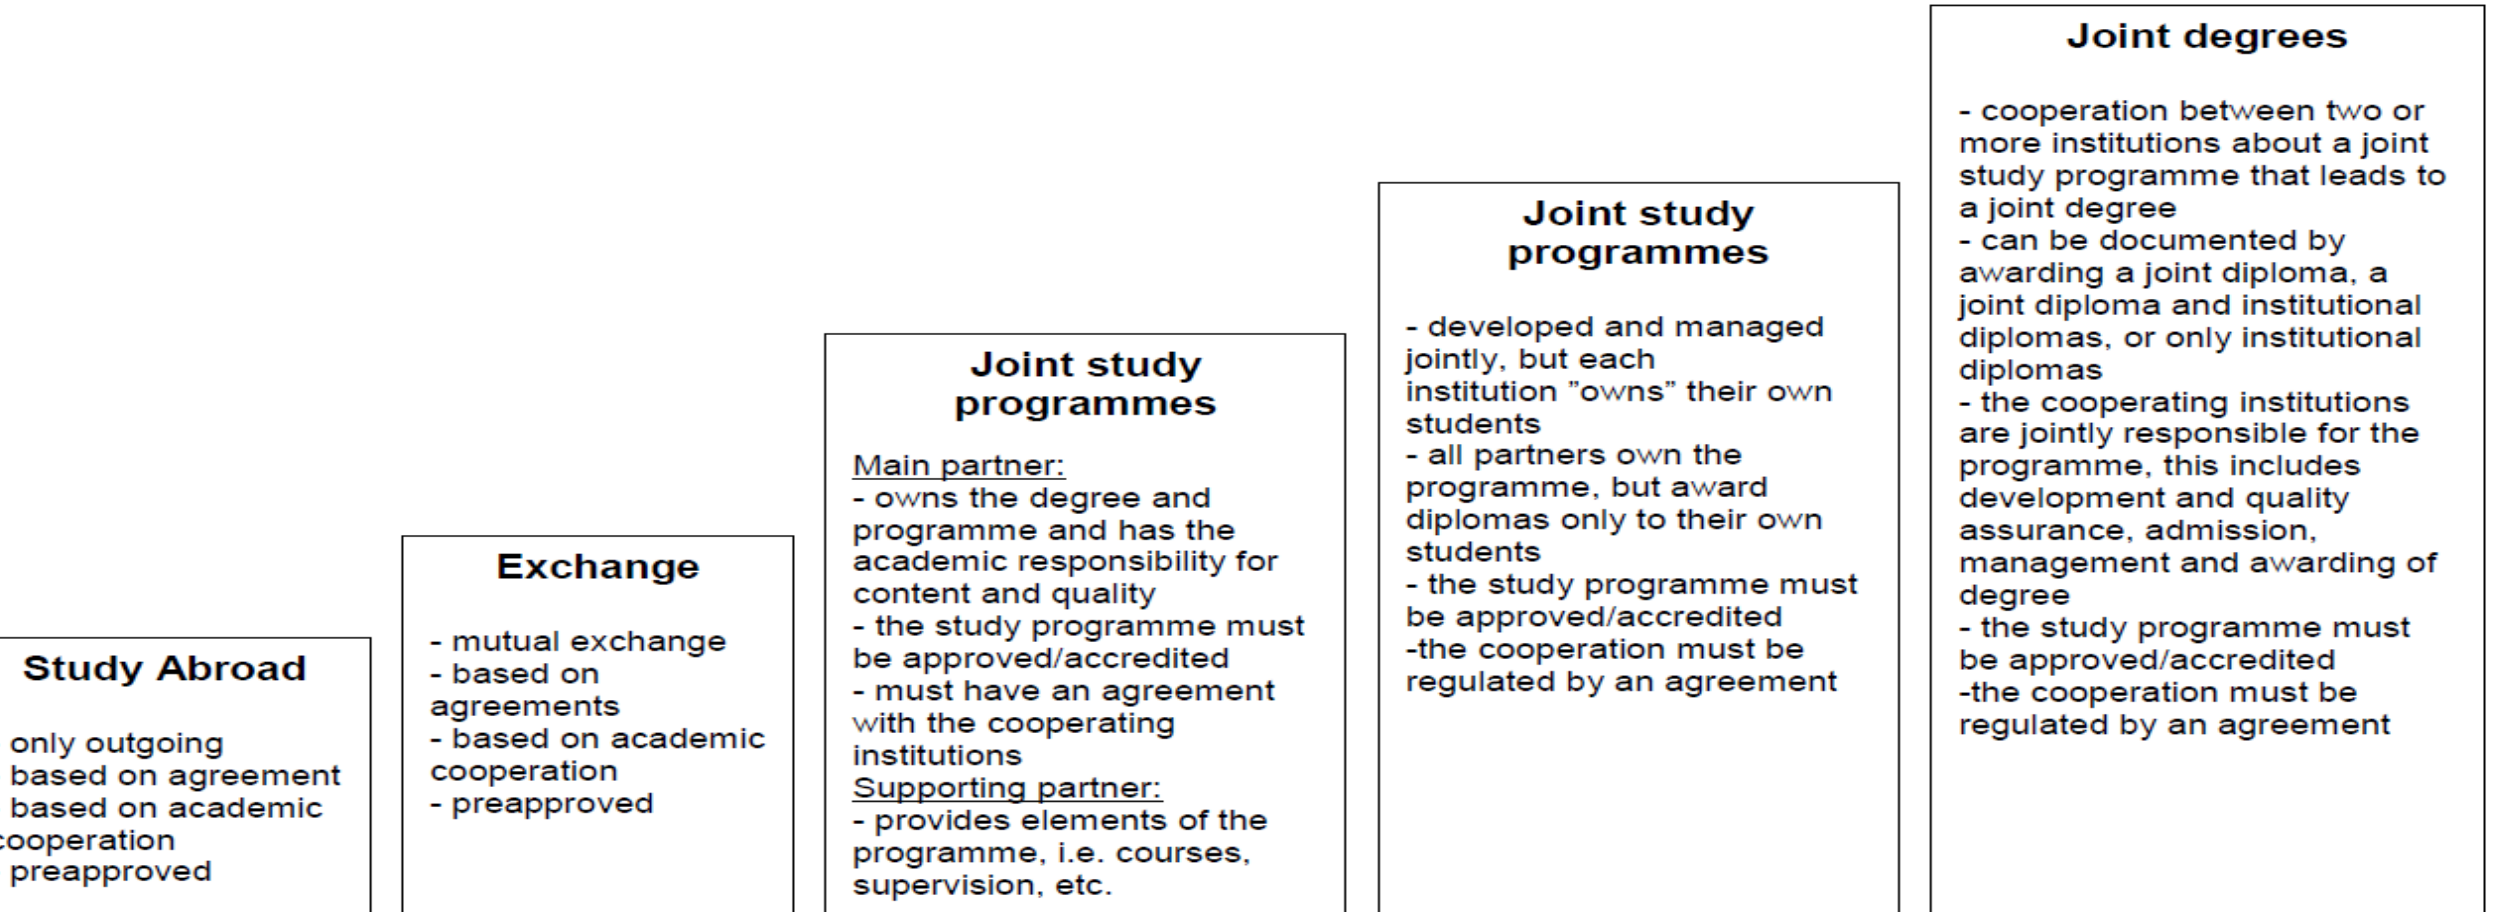 Study Abroad
only outgoing
based on agreement
based on academic
cooperation
preapproved
Exchange
- mutual exchange
- based on
agreements
- based on academic
cooperation
- preapproved
Joint study
programmes
Main partner:
- owns the degree and
programme and has the
academic responsibility for
content and quality
- the study programme must
be approved/accredited
- must have an agreement
with the cooperating
institutions
Supporting partner:
- provides elements of the
programme, i.e. courses,
supervision, etc.
Joint study
programmes
- developed and managed
jointly, but each
institution ”owns” their own
students
- all partners own the
programme, but award
diplomas only to their own
students
- the study programme must
be approved/accredited
-the cooperation must be
regulated by an agreement
Joint degrees
- cooperation between two or
more institutions about a joint
study programme that leads to
a joint degree
- can be documented by
awarding a joint diploma, a
joint diploma and institutional
diplomas, or only institutional
diplomas
- the cooperating institutions
are jointly responsible for the
programme, this includes
development and quality
assurance, admission,
management and awarding of
degree
- the study programme must
be approved/accredited
-the cooperation must be
regulated by an agreement